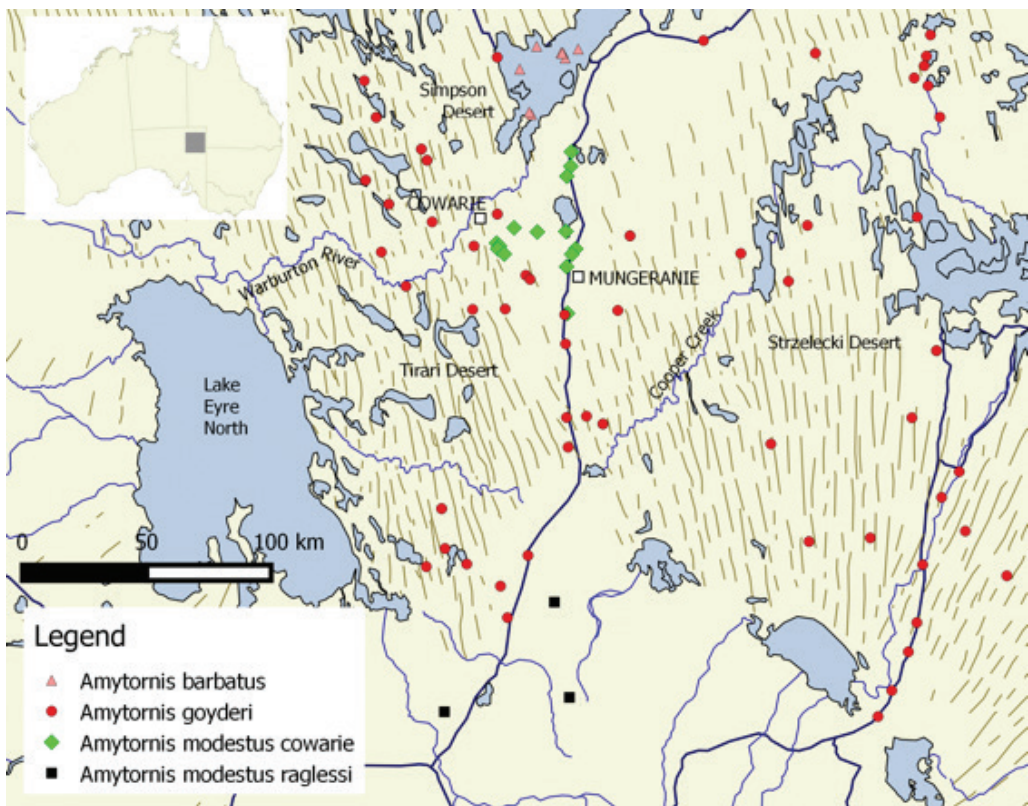 Simpson
Desert
COWARIE
Warburton River
MUNGERANIE
Cooper Creek
Strzelecki Desert
Tirari Desert
Lake
Eyre
North
0 50 100 km
Legend
Amytornis barbatus
Amytornis goyderi
Amytornis modestus cowarie
Amytornis modestus raglessi